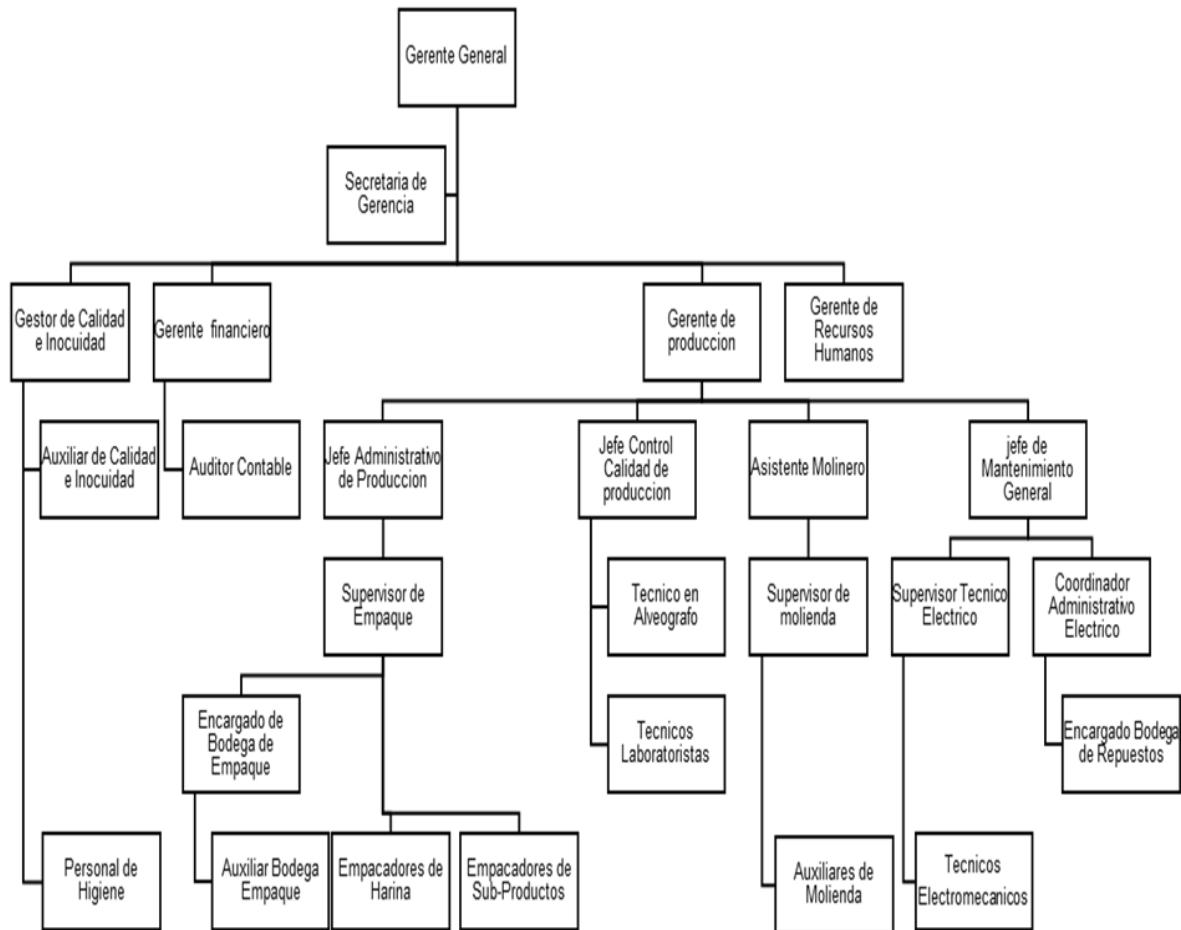 Gerente General
Secretaria de
Gerencia
Gestor de Calidad
e Inocuidad
Gerente financiero
Gerente de
produccion
Gerente de
Recursos
Humanos
Auxiliar de Calidad
e Inocuidad
Auditor Contable
Jefe Administrativo
de Produccion
Jefe Control
Calidad de
produccion
Asistente Molinero
jefe de
Mantenimiento
General
Supervisor de
Empaque
Tecnico en
Alveografo
Supervisor de
molienda
Supervisor Tecnico
Electrico
Coordinador
Administrativo
Electrico
Encargado de
Bodega de
Empaque
Tecnicos
Laboratoristas
Encargado Bodega
de Repuestos
Personal de
Higiene
Auxiliar Bodega
Empaque
Empacadores de
Harina
Empacadores de
Sub-Productos
Auxiliares de
Molienda
Tecnicos
Electromecanicos